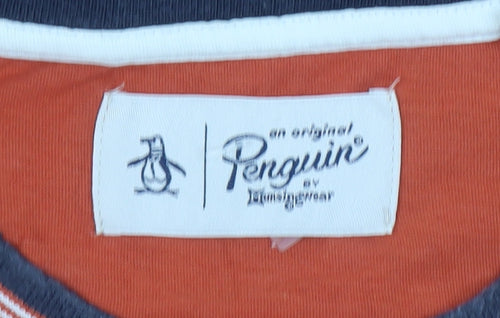 an original
Penguin®
BY
Munsingwear